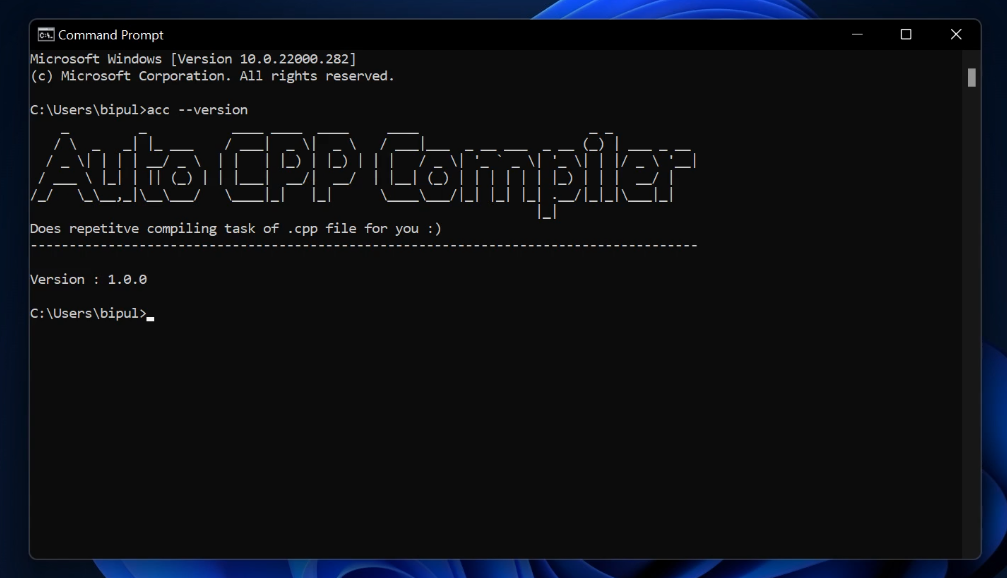 Command Prompt
Microsoft Windows [Version 10.0.22000.282]
(c) Microsoft Corporation. All rights reserved.
C:\Users\bipul>acc --version
Auto CPP Compiler
Does repetitve compiling task of .cpp file for you :)
-------------------------------------------------------------------------------------
Version : 1.0.0
C:\Users\bipul>